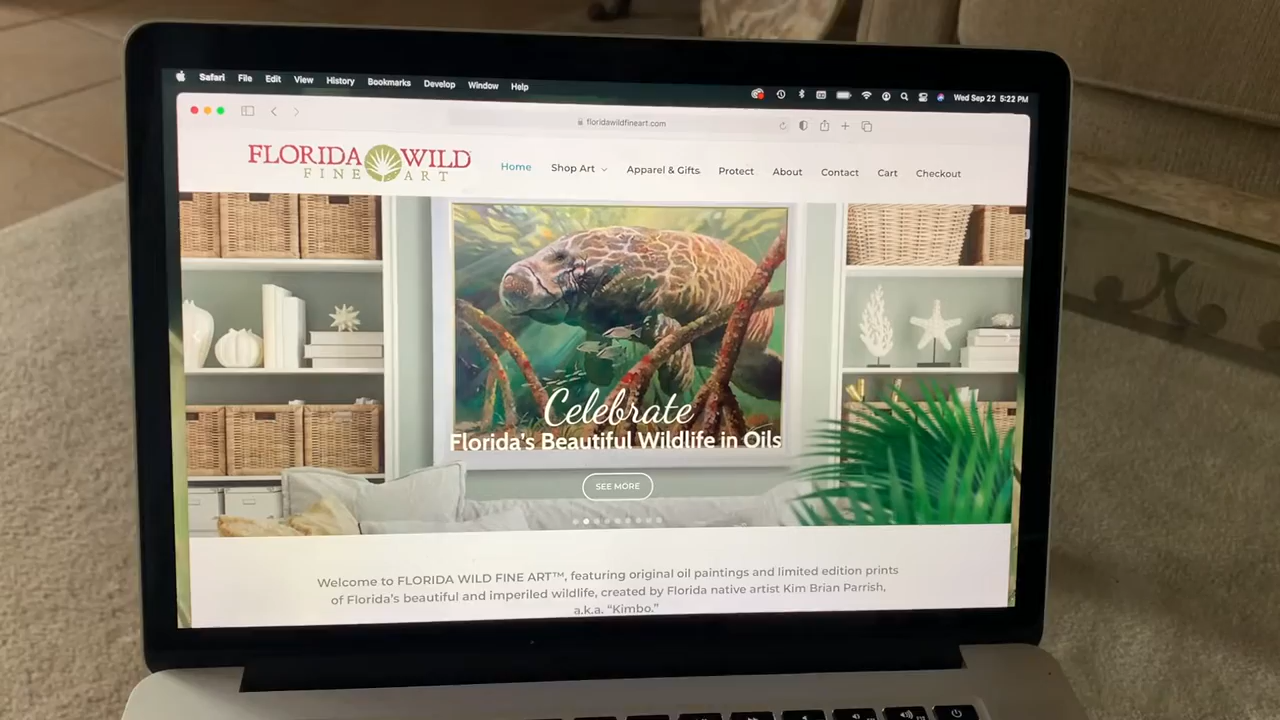 Safari File Edit View History Bookmarks Develop Window Help Wed Sep 22 5:22 PM
floridawildfineart.com
FLORIDA WILD
FINE ART
Home Shop Art Apparel & Gifts Protect About Contact Cart Checkout
Celebrate
Florida's Beautiful Wildlife in Oils
SEE MORE
Welcome to FLORIDA WILD FINE ART™, featuring original oil paintings and limited edition prints
of Florida's beautiful and imperiled wildlife, created by Florida native artist Kim Brian Parrish,
a.k.a. “Kimbo.”